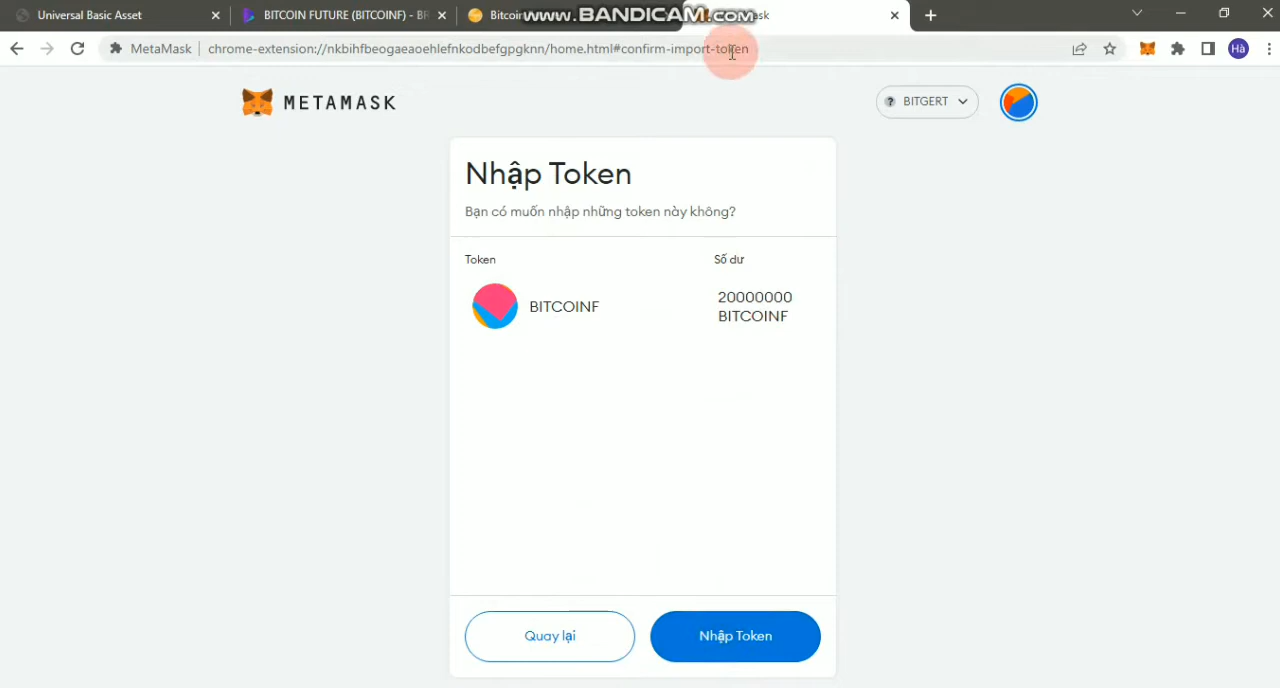 Universal Basic Asset
BITCOIN FUTURE (BITCOINF) - BR
Bitcoin
www.BANDICAM.com
ask
MetaMask
chrome-extension://nkbihfbeogaeaoehlefnkodbefgpgknn/home.html#confirm-import-token
Hà
METAMASK
? BITGERT
Nhập Token
Bạn có muốn nhập những token này không?
Token
Số dư
BITCOINF
20000000
BITCOINF
Quay lại
Nhập Token